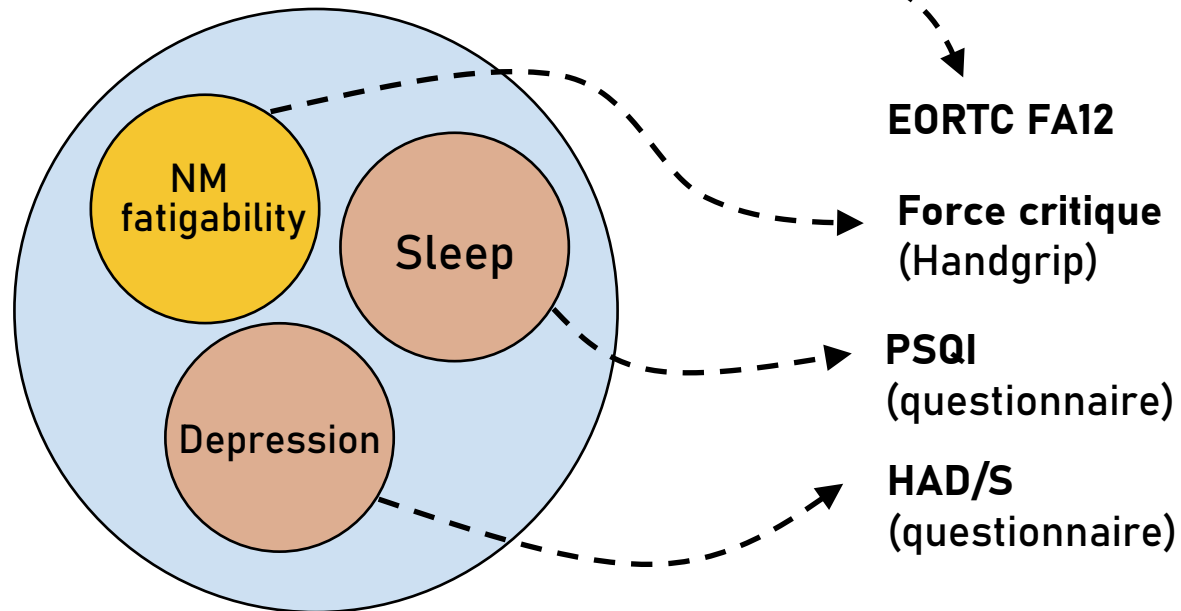 NM
fatigability
Sleep
Depression
EORTC FA12
Force critique
(Handgrip)
PSQI
(questionnaire)
HAD/S
(questionnaire)